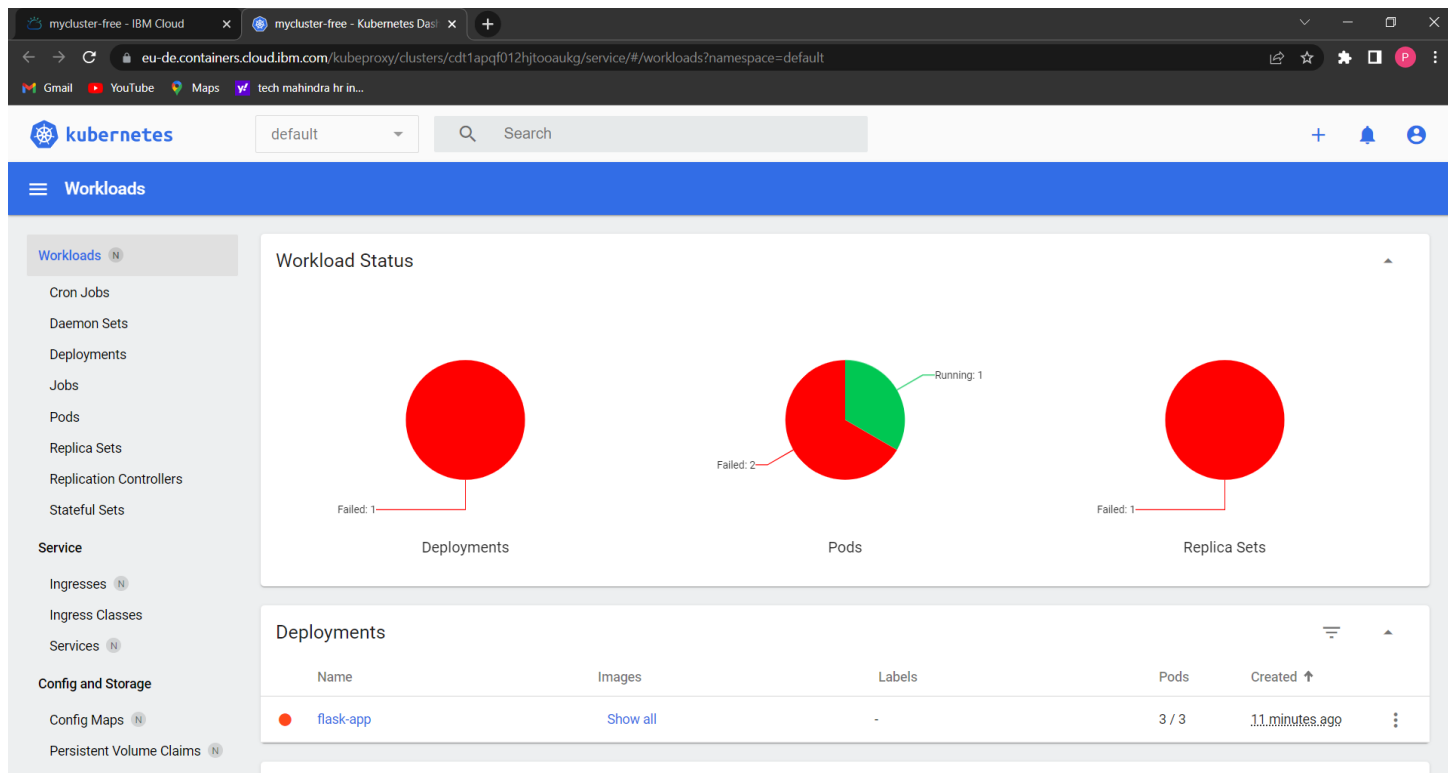 mycluster-free - IBM Cloud
mycluster-free - Kubernetes Das
eu-de.containers.cloud.ibm.com/kubeproxy/clusters/cdt1apqf012hjtooaukg/service/#/workloads?namespace=default
P
Gmail YouTube Maps tech mahindra hr in...
kubernetes default Search
Workloads
Workloads N
Cron Jobs
Daemon Sets
Deployments
Jobs
Pods
Replica Sets
Replication Controllers
Stateful Sets
Service
Ingresses N
Ingress Classes
Services N
Config and Storage
Config Maps N
Persistent Volume Claims N
Workload Status
Failed: 1
Deployments
Running: 1
Failed: 2
Pods
Failed: 1
Replica Sets
Deployments
Name Images Labels Pods Created
flask-app Show all - 3 / 3 11 minutes ago